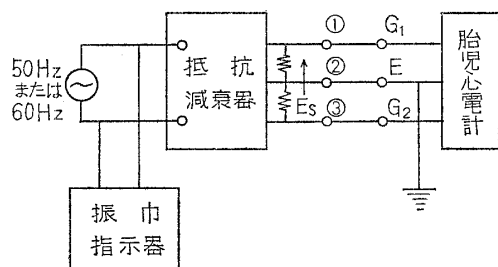 50Hz
または
60Hz
抵抗
減衰器
振巾
指示器
① G₁
② E
Es
③ G₂
胎児心電計